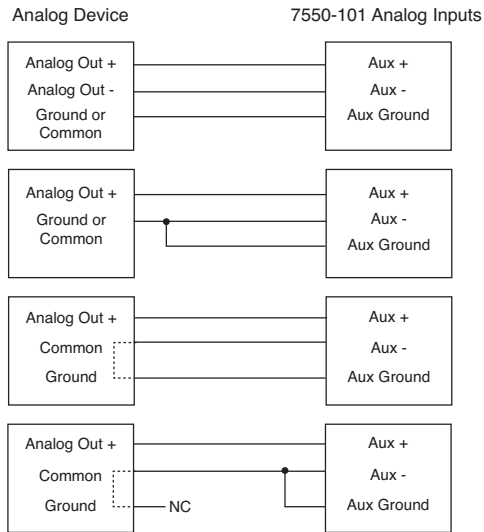 Analog Device
7550-101 Analog Inputs
Analog Out +
Analog Out -
Ground or
Common
Aux +
Aux -
Aux Ground
Analog Out +
Ground or
Common
Aux +
Aux -
Aux Ground
Analog Out +
Common
Ground
Aux +
Aux -
Aux Ground
Analog Out +
Common
Ground
NC
Aux +
Aux -
Aux Ground